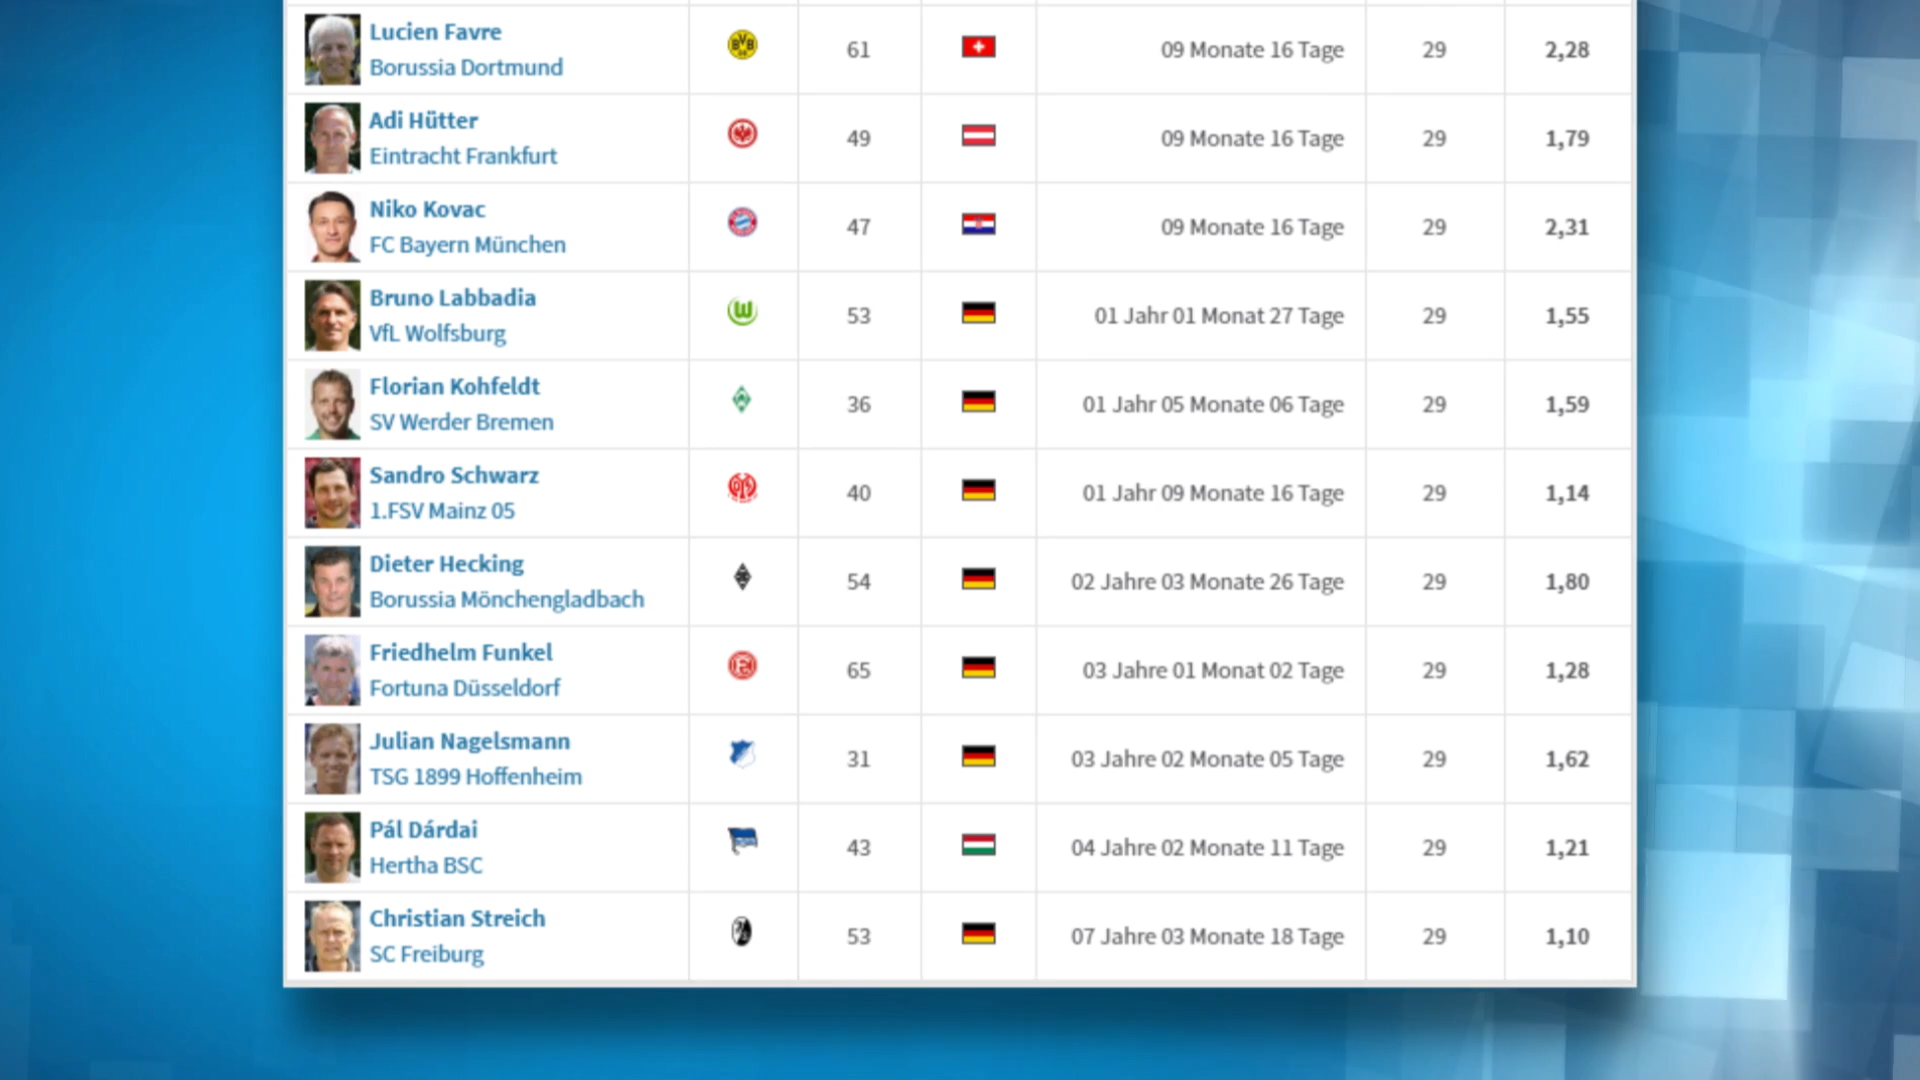 Lucien Favre
Borussia Dortmund
BVB
09
61
09 Monate 16 Tage
29
2,28
Adi Hütter
Eintracht Frankfurt
49
09 Monate 16 Tage
29
1,79
Niko Kovac
FC Bayern München
47
09 Monate 16 Tage
29
2,31
Bruno Labbadia
VfL Wolfsburg
W
53
01 Jahr 01 Monat 27 Tage
29
1,55
Florian Kohfeldt
SV Werder Bremen
W
36
01 Jahr 05 Monate 06 Tage
29
1,59
Sandro Schwarz
1.FSV Mainz 05
40
01 Jahr 09 Monate 16 Tage
29
1,14
Dieter Hecking
Borussia Mönchengladbach
54
02 Jahre 03 Monate 26 Tage
29
1,80
Friedhelm Funkel
Fortuna Düsseldorf
65
03 Jahre 01 Monat 02 Tage
29
1,28
Julian Nagelsmann
TSG 1899 Hoffenheim
31
03 Jahre 02 Monate 05 Tage
29
1,62
Pál Dárdai
Hertha BSC
43
04 Jahre 02 Monate 11 Tage
29
1,21
Christian Streich
SC Freiburg
53
07 Jahre 03 Monate 18 Tage
29
1,10